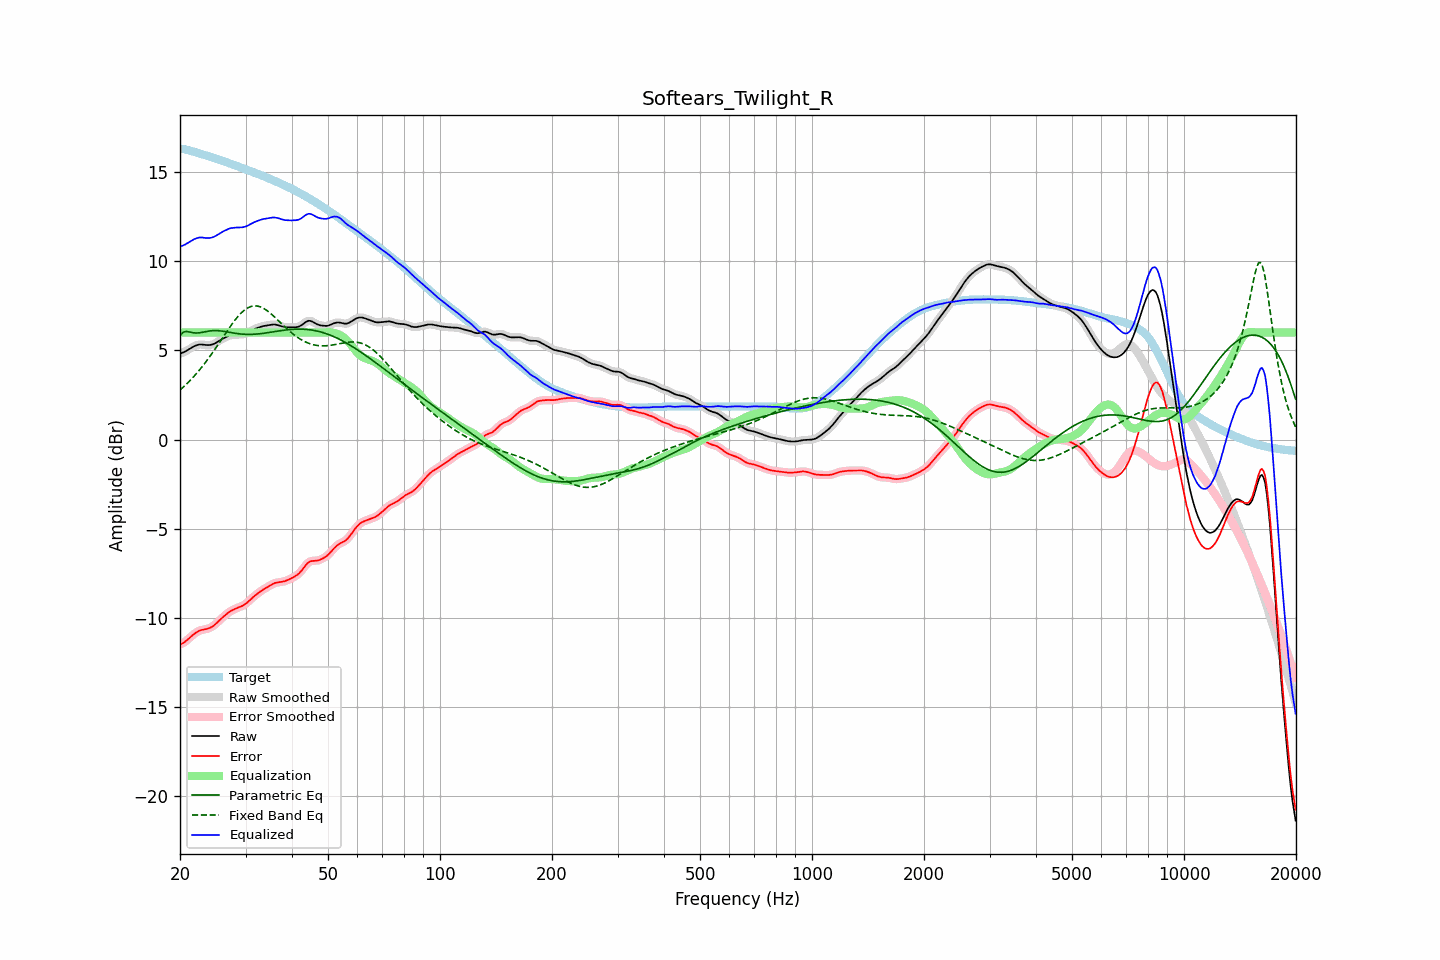 Softears_Twilight_R
Amplitude (dBr)
15
10
5
0
−5
−10
−15
−20
Target
Raw Smoothed
Error Smoothed
Raw
Error
Equalization
Parametric Eq
Fixed Band Eq
Equalized
20 50 100 200 500 1000 2000 5000 10000 20000
Frequency (Hz)